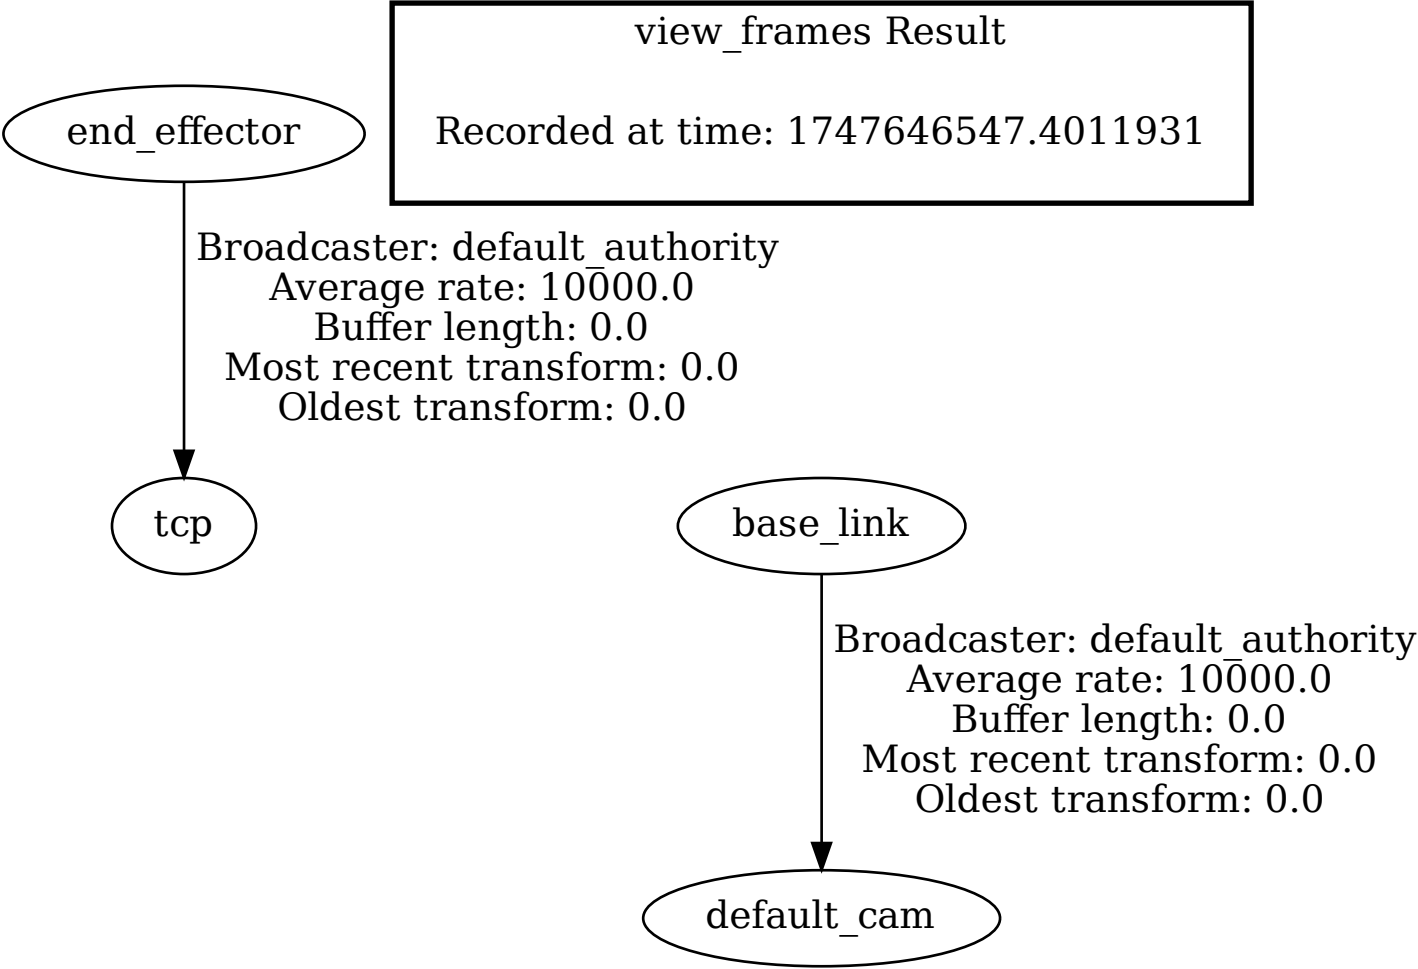 view_frames Result
Recorded at time: 1747646547.4011931
end_effector
Broadcaster: default_authority
Average rate: 10000.0
Buffer length: 0.0
Most recent transform: 0.0
Oldest transform: 0.0
tcp
base_link
Broadcaster: default_authority
Average rate: 10000.0
Buffer length: 0.0
Most recent transform: 0.0
Oldest transform: 0.0
default_cam